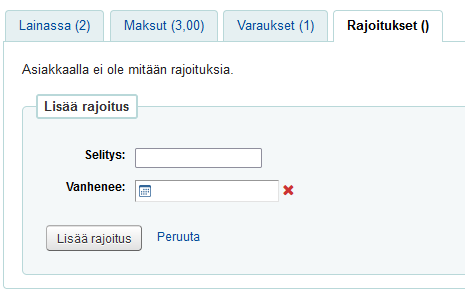 Lainassa (2) Maksut (3,00) Varaukset (1) Rajoitukset ()
Asiakkaalla ei ole mitään rajoituksia.
Lisää rajoitus
Selitys:
Vanhenee:
Lisää rajoitus Peruuta